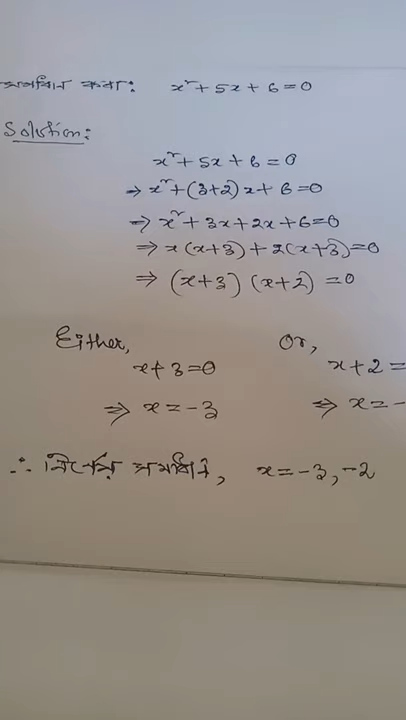 সমাধান করা: x² + 5x + 6 = 0
Solution:
x² + 5x + 6 = 0
⇒ x² + (3+2)x + 6 = 0
⇒ x² + 3x + 2x + 6 = 0
⇒ x(x+3) + 2(x+3) = 0
⇒ (x+3) (x+2) = 0
Either, Or,
x+3 = 0 x+2 =
⇒ x = -3 ⇒ x = -
∴ নির্ণেয় সমাধান, x = -3, -2